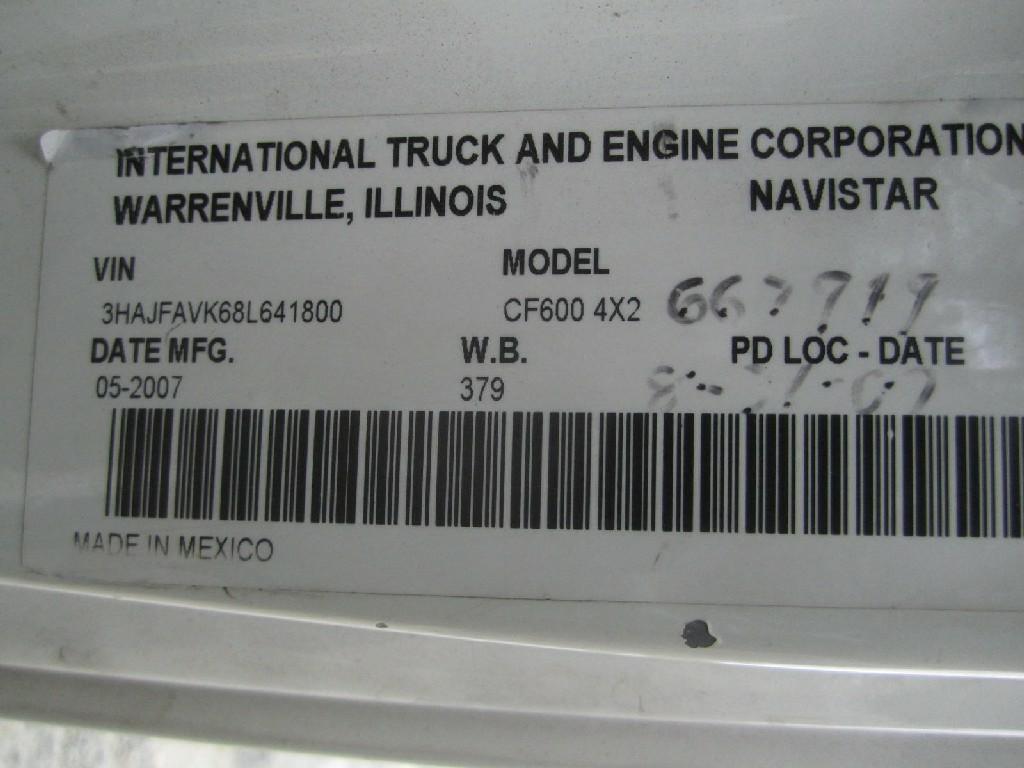 INTERNATIONAL TRUCK AND ENGINE CORPORATION
WARRENVILLE, ILLINOIS NAVISTAR
VIN MODEL
3HAJFAVK68L641800 CF600 4X2
DATE MFG. W.B. PD LOC - DATE
05-2007 379
MADE IN MEXICO